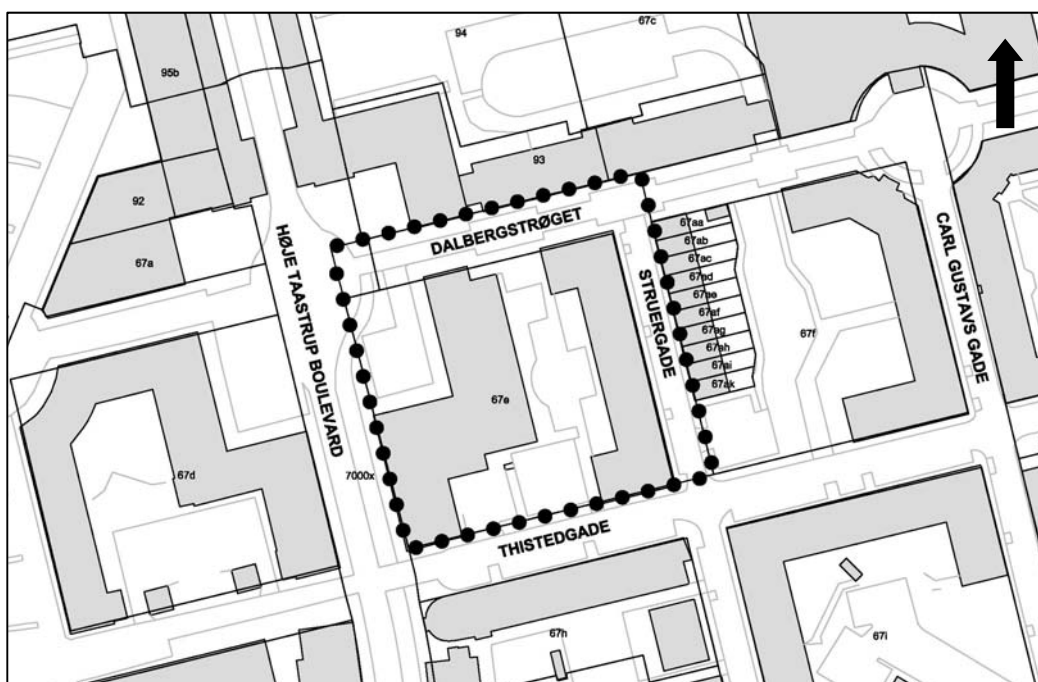 94
67c
95b
93
92
67a
DALBERGSTRØGET
HØJE TAASTRUP BOULEVARD
STRUERGADE
CARL GUSTAVS GADE
67aa
67ab
67ac
67ad
67ae
67af
67ag
67ah
67ai
67ak
67f
67e
67d
7000x
THISTEDGADE
67h
67i